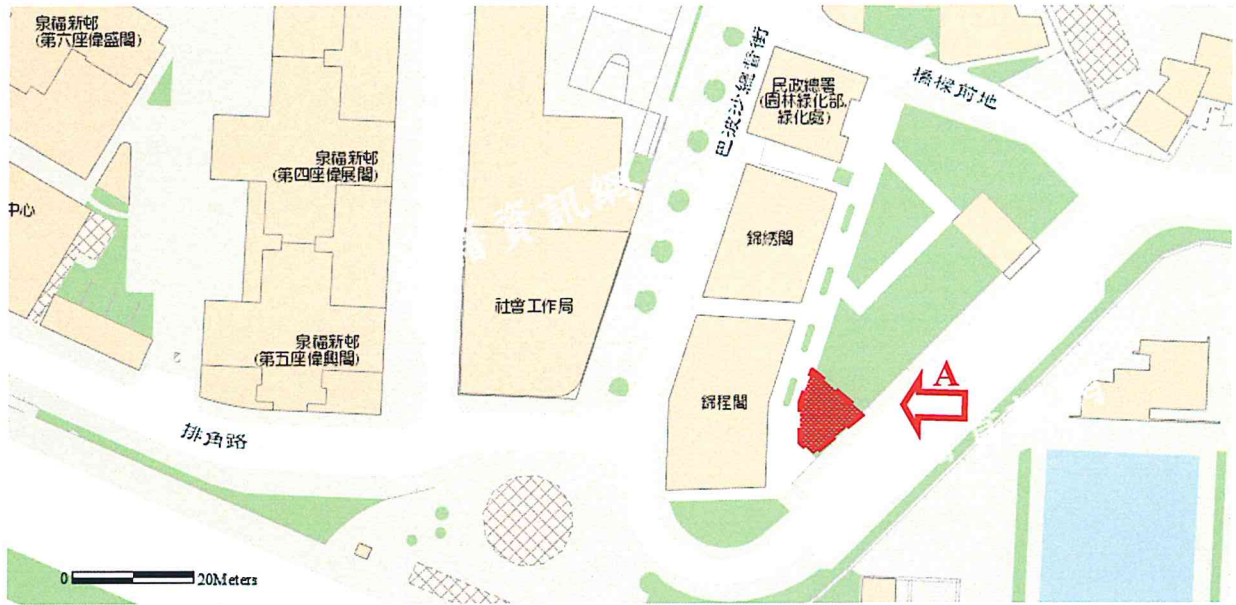 泉福新邨
(第六座偉盛閣)
泉福新邨
(第四座偉展閣)
中心
泉福新邨
(第五座偉興閣)
社會工作局
巴波沙總督街
民政總署
(園林綠化部,
綠化處)
橋樑前地
錦綉閣
錦程閣
A
排角路
資訊網
0
20Meters